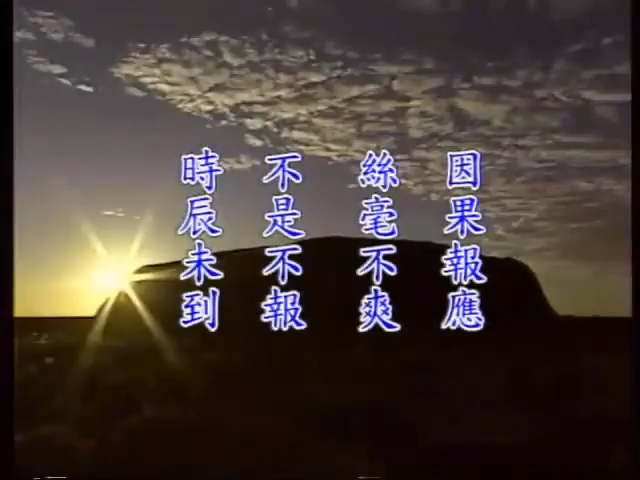 因果報應
絲毫不爽
不是不報
時辰未到